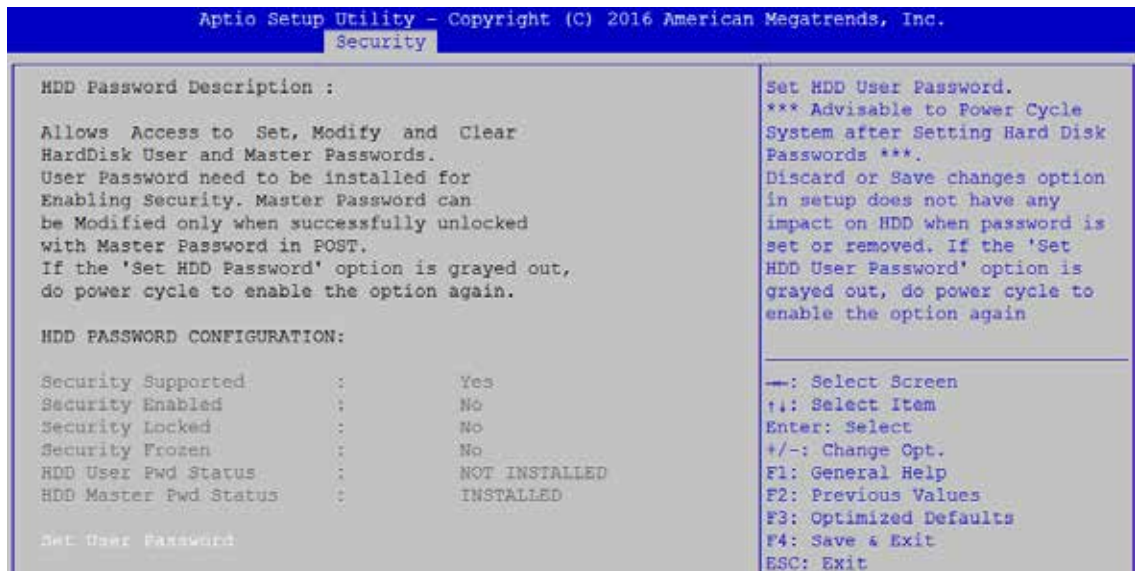 Aptio Setup Utility – Copyright (C) 2016 American Megatrends, Inc.
Security
HDD Password Description :
Allows Access to Set, Modify and Clear
HardDisk User and Master Passwords.
User Password need to be installed for
Enabling Security. Master Password can
be Modified only when successfully unlocked
with Master Password in POST.
If the 'Set HDD Password' option is grayed out,
do power cycle to enable the option again.
HDD PASSWORD CONFIGURATION:
Security Supported : Yes
Security Enabled : No
Security Locked : No
Security Frozen : No
HDD User Pwd Status : NOT INSTALLED
HDD Master Pwd Status : INSTALLED
Set User Password
Set HDD User Password.
*** Advisable to Power Cycle
System after Setting Hard Disk
Passwords ***.
Discard or Save changes option
in setup does not have any
impact on HDD when password is
set or removed. If the 'Set
HDD User Password' option is
grayed out, do power cycle to
enable the option again
→←: Select Screen
↑↓: Select Item
Enter: Select
+/-: Change Opt.
F1: General Help
F2: Previous Values
F3: Optimized Defaults
F4: Save & Exit
ESC: Exit